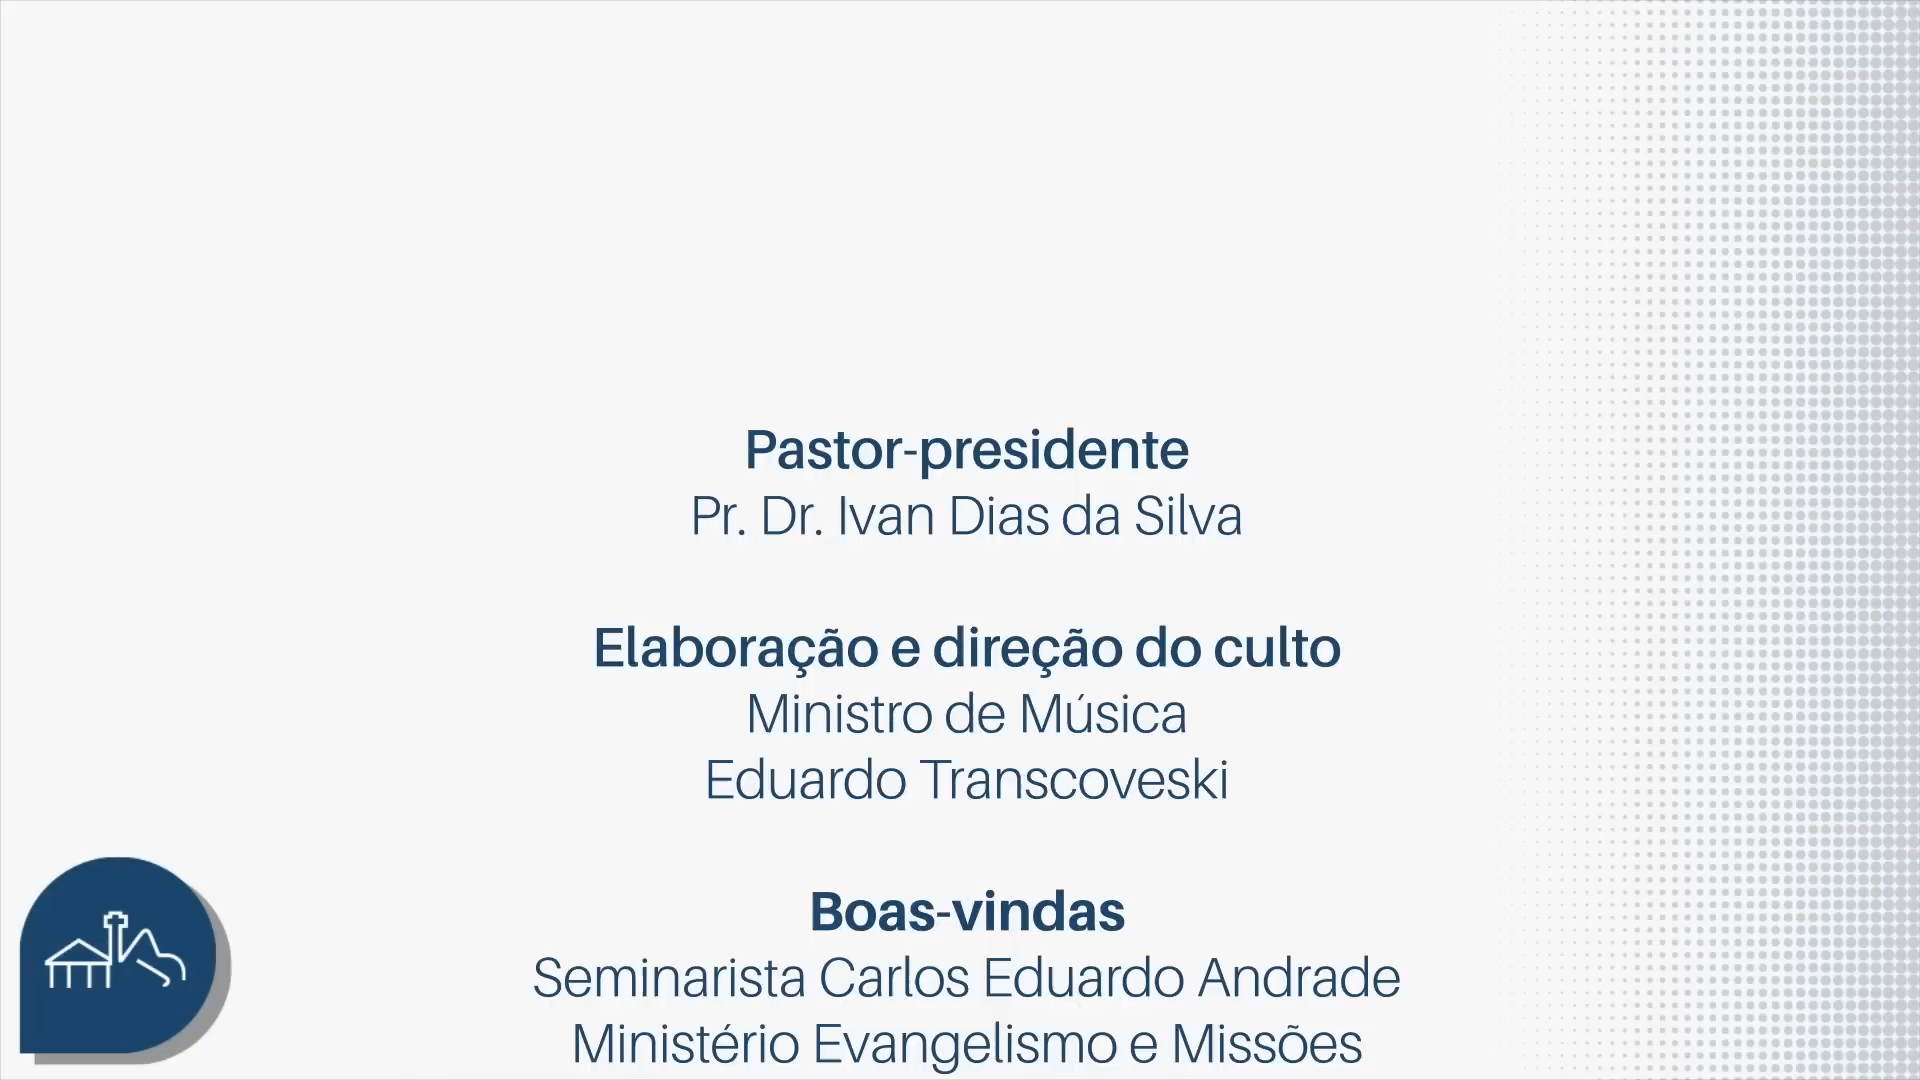 Pastor-presidente
Pr. Dr. Ivan Dias da Silva
Elaboração e direção do culto
Ministro de Música
Eduardo Transcoveski
Boas-vindas
Seminarista Carlos Eduardo Andrade
Ministério Evangelismo e Missões